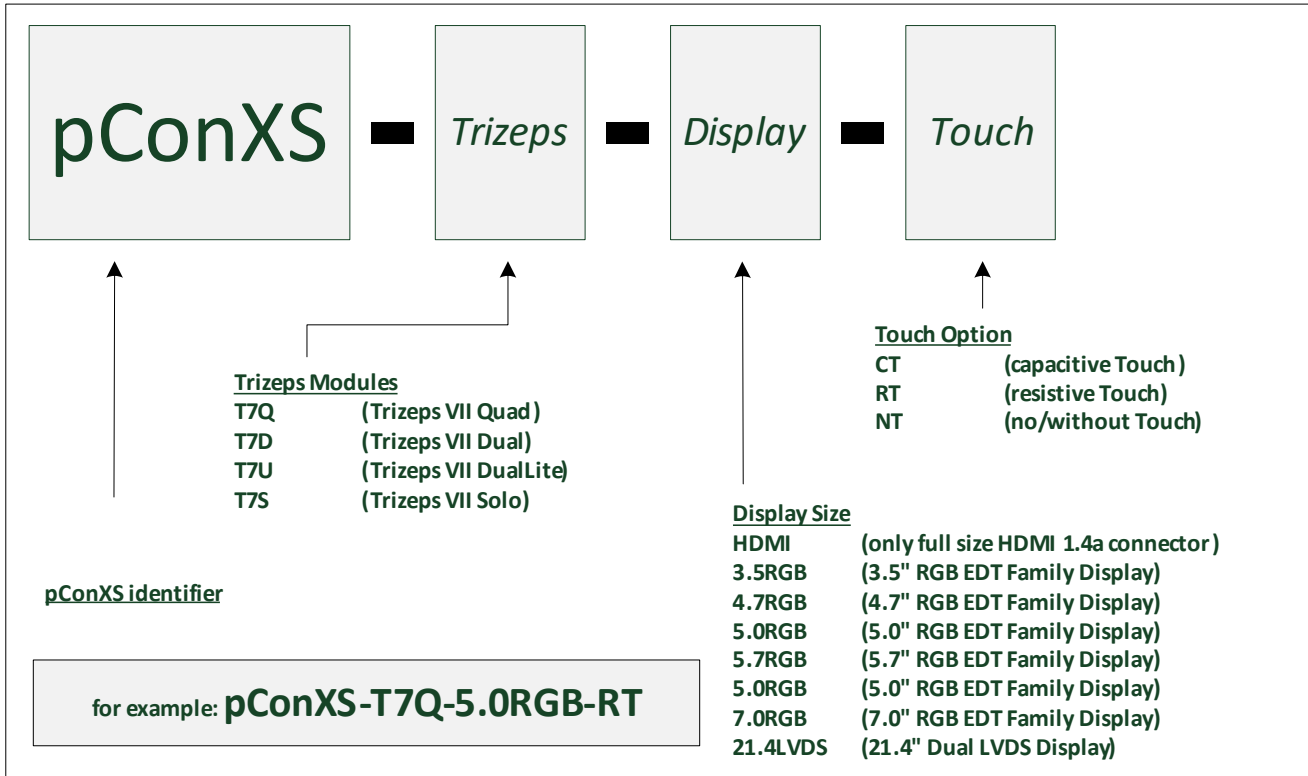 pConXS - Trizeps - Display - Touch
Touch Option
CT (capacitive Touch)
RT (resistive Touch)
NT (no/without Touch)
Trizeps Modules
T7Q (Trizeps VII Quad)
T7D (Trizeps VII Dual)
T7U (Trizeps VII DualLite)
T7S (Trizeps VII Solo)
Display Size
HDMI (only full size HDMI 1.4a connector)
3.5RGB (3.5" RGB EDT Family Display)
4.7RGB (4.7" RGB EDT Family Display)
5.0RGB (5.0" RGB EDT Family Display)
5.7RGB (5.7" RGB EDT Family Display)
5.0RGB (5.0" RGB EDT Family Display)
7.0RGB (7.0" RGB EDT Family Display)
21.4LVDS (21.4" Dual LVDS Display)
pConXS identifier
for example: pConXS-T7Q-5.0RGB-RT